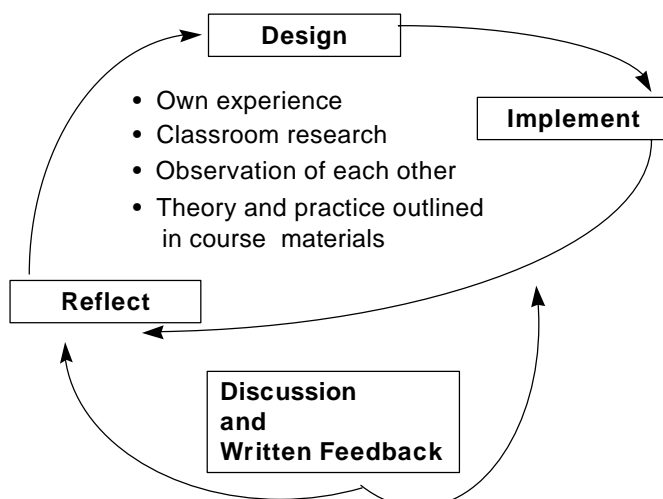 Design
• Own experience
• Classroom research
• Observation of each other
• Theory and practice outlined
in course materials
Implement
Reflect
Discussion
and
Written Feedback